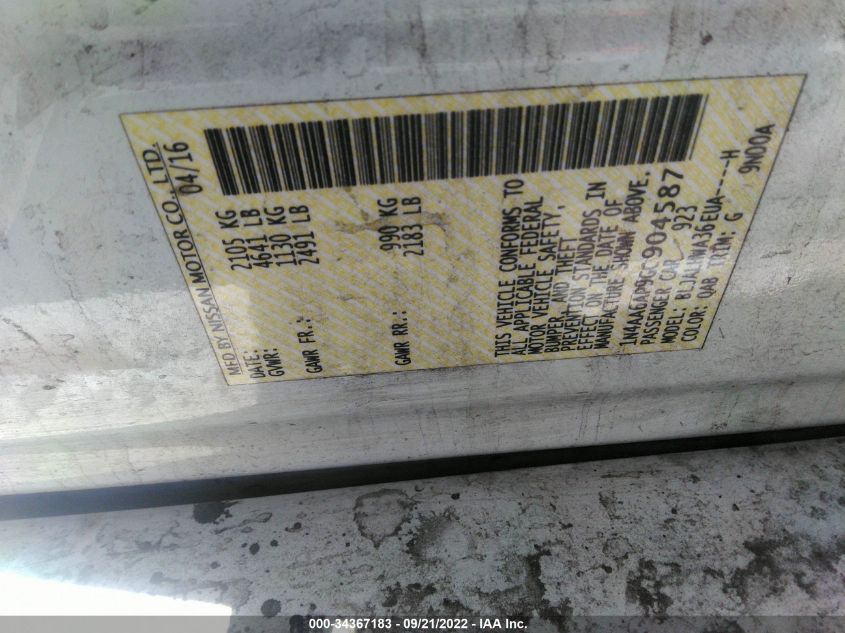 MFD BY NISSAN MOTOR CO., LTD.
DATE: 04/16
GVWR: 2105 KG
4641 LB
GAWR FR.: 1130 KG
2491 LB
GAWR RR.: 990 KG
2183 LB
THIS VEHICLE CONFORMS TO
ALL APPLICABLE FEDERAL
MOTOR VEHICLE SAFETY,
BUMPER, AND THEFT
PREVENTION STANDARDS IN
EFFECT ON THE DATE OF
MANUFACTURE SHOWN ABOVE.
1N4AA6AP9GC904587
PASSENGER CAR 923
MODEL: H
COLOR: QAB TRIM: G 9N00A
000-34367183 - 09/21/2022 - IAA Inc.